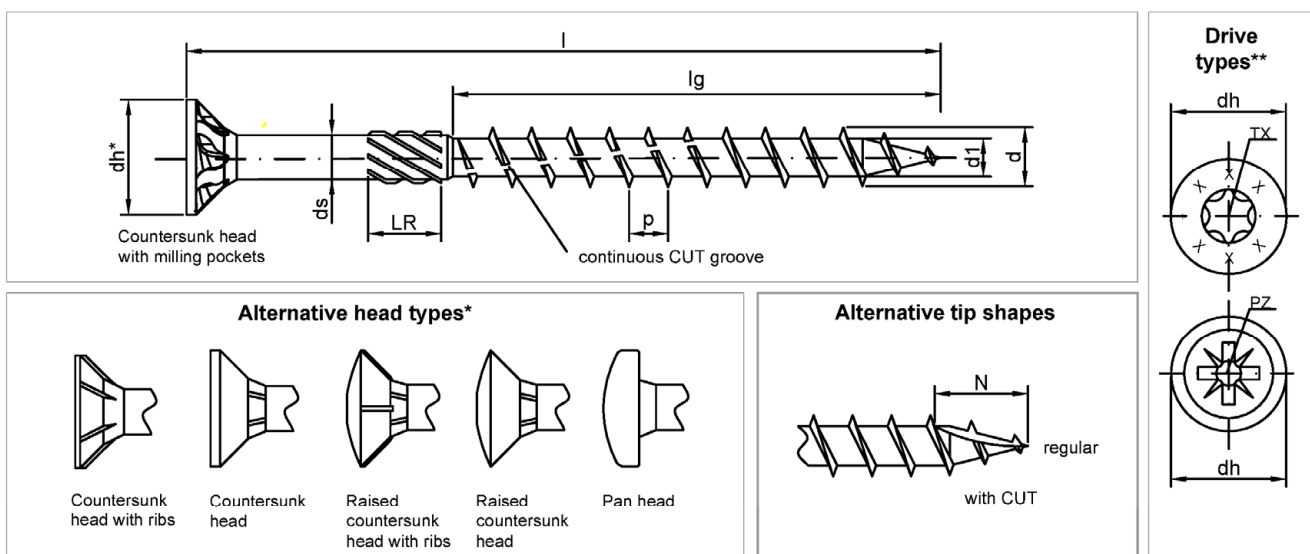 l
lg
dh*
ds
LR
p
d1
d
Countersunk head
with milling pockets
continuous CUT groove
Drive
types**
dh
TX
x x x x x x
PZ
dh
Alternative head types*
Countersunk
head with ribs
Countersunk
head
Raised
countersunk
head with ribs
Raised
countersunk
head
Pan head
Alternative tip shapes
N
regular
with CUT